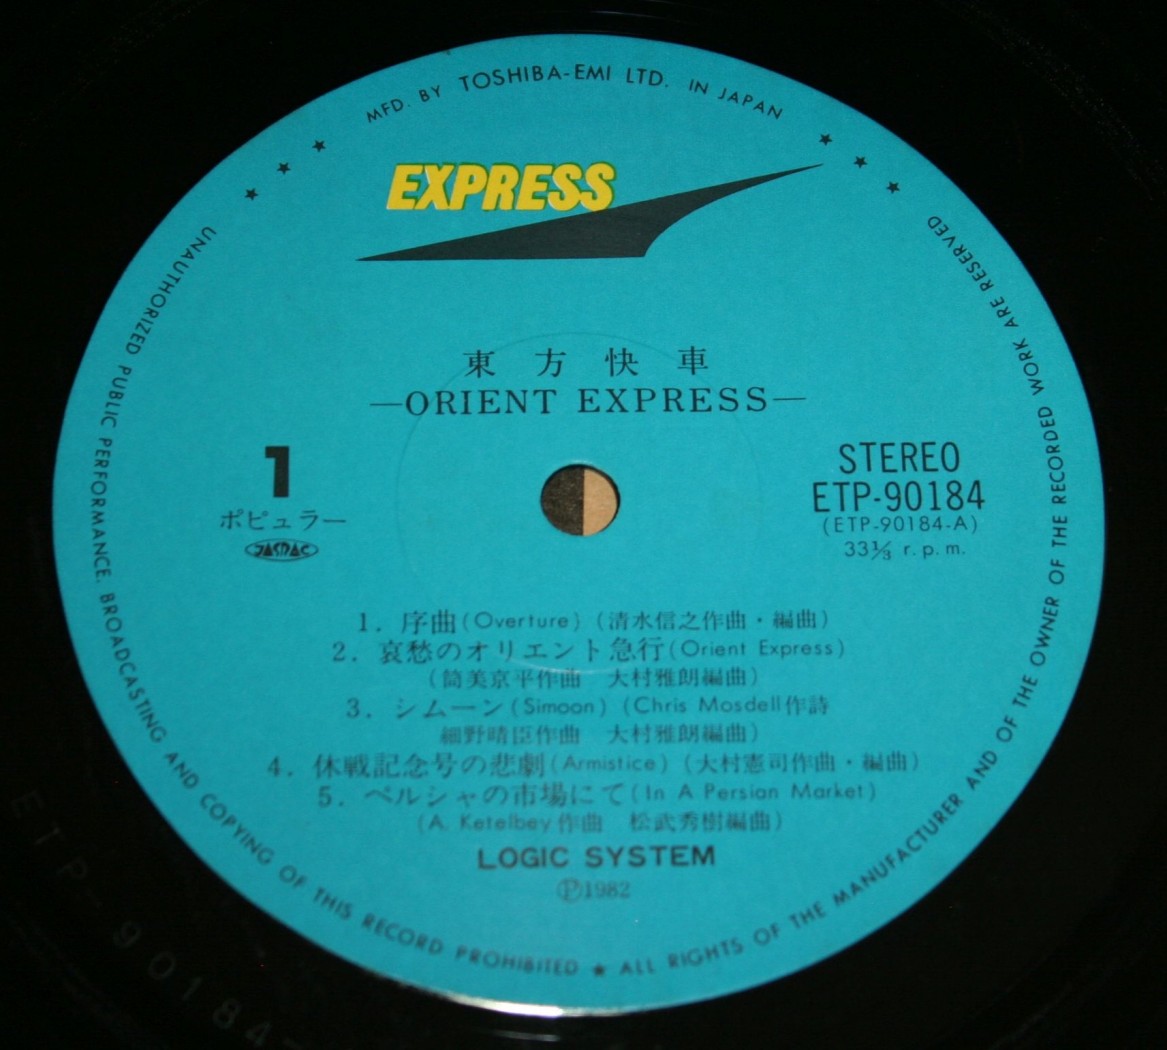 MFD. BY TOSHIBA-EMI LTD. IN JAPAN
★ ★ ★
★ ★ ★
EXPRESS
東方快車
—ORIENT EXPRESS—
1
ポピュラー
JASRAC
STEREO
ETP-90184
(ETP-90184-A)
33⅓ r.p.m.
1. 序曲(Overture) (清水信之作曲・編曲)
2. 哀愁のオリエント急行(Orient Express)
(筒美京平作曲 大村雅朗編曲)
3. シムーン(Simoon) (Chris Mosdell作詩
細野晴臣作曲 大村雅朗編曲)
4. 休戦記念号の悲劇(Armistice) (大村憲司作曲・編曲)
5. ペルシャの市場にて(In A Persian Market)
(A. Ketelbey作曲 松武秀樹編曲)
LOGIC SYSTEM
Ⓟ1982
UNAUTHORIZED PUBLIC PERFORMANCE. BROADCASTING AND COPYING OF THIS RECORD PROHIBITED ★ ALL RIGHTS OF THE MANUFACTURER AND OF THE OWNER OF THE RECORDED WORK ARE RESERVED
ETP-90184